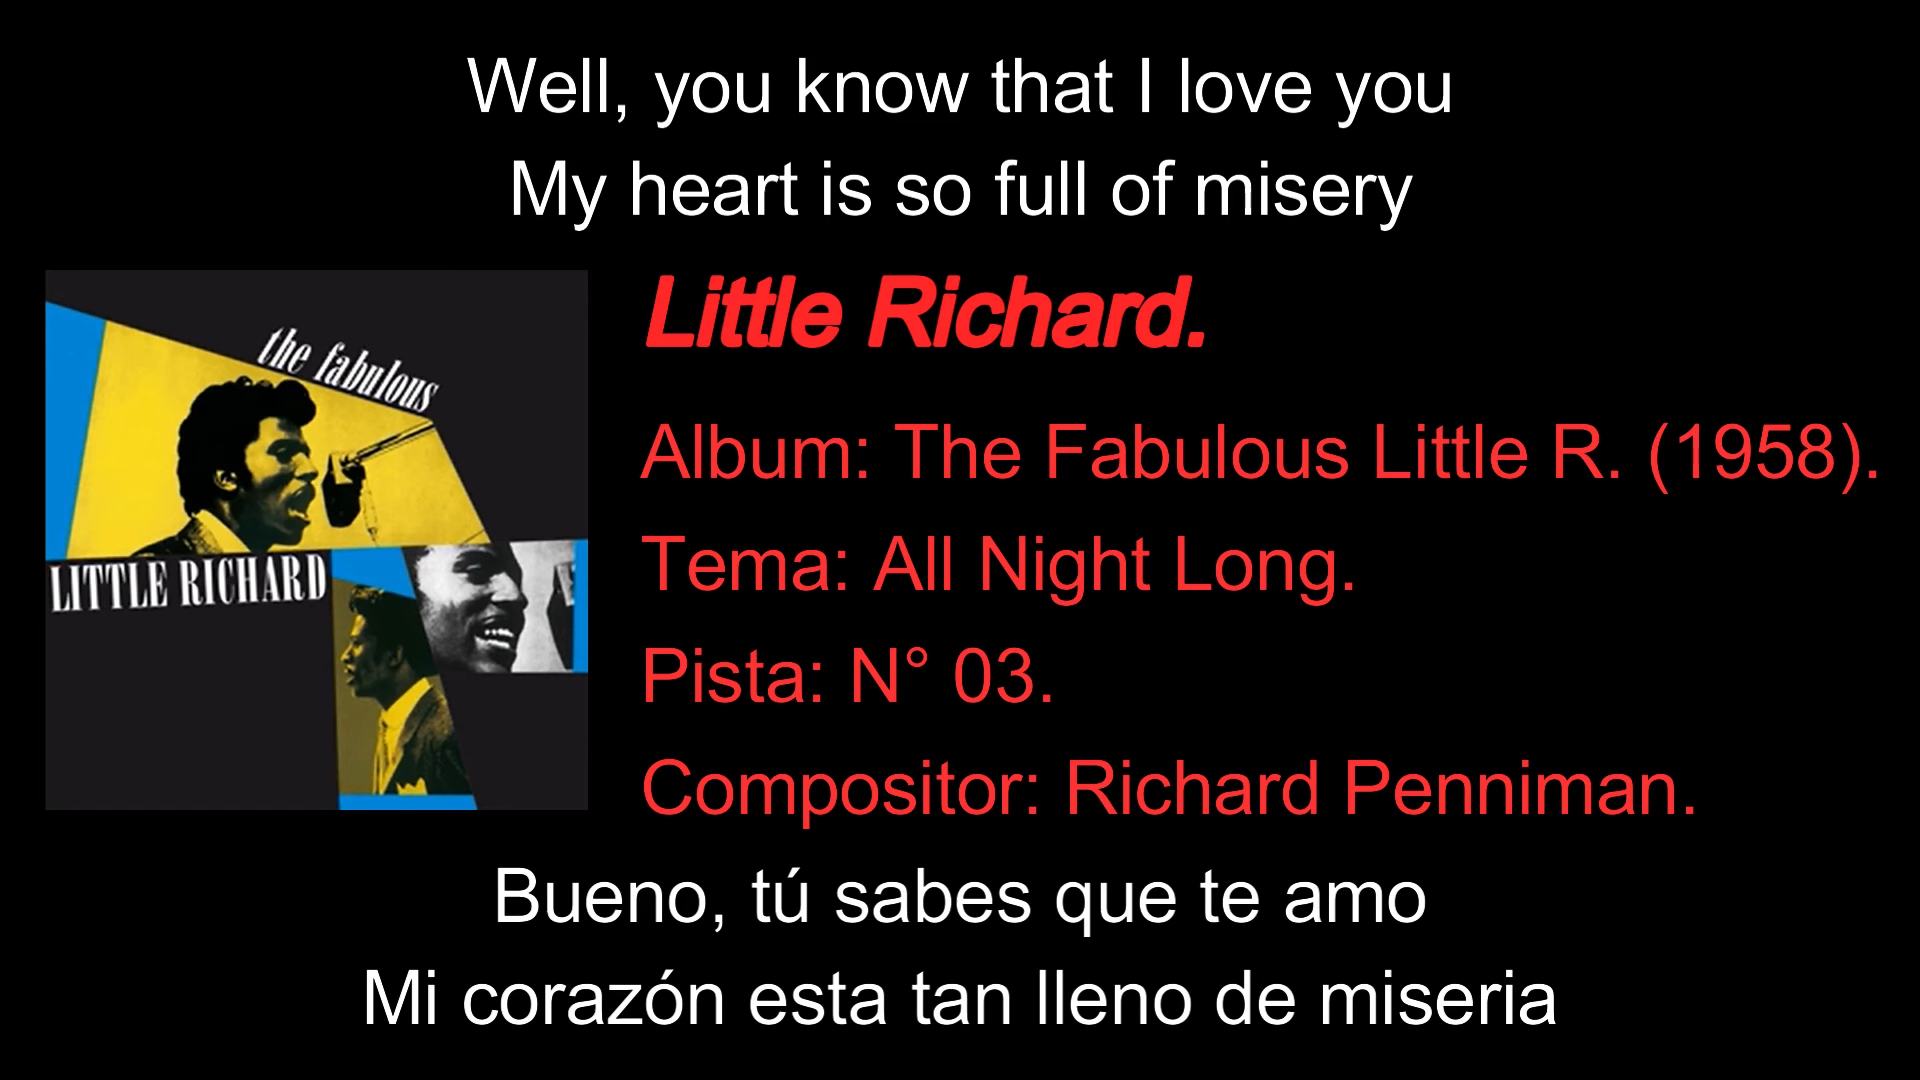 Well, you know that I love you
My heart is so full of misery
the fabulous
LITTLE RICHARD
Little Richard.
Album: The Fabulous Little R. (1958).
Tema: All Night Long.
Pista: N° 03.
Compositor: Richard Penniman.
Bueno, tú sabes que te amo
Mi corazón esta tan lleno de miseria